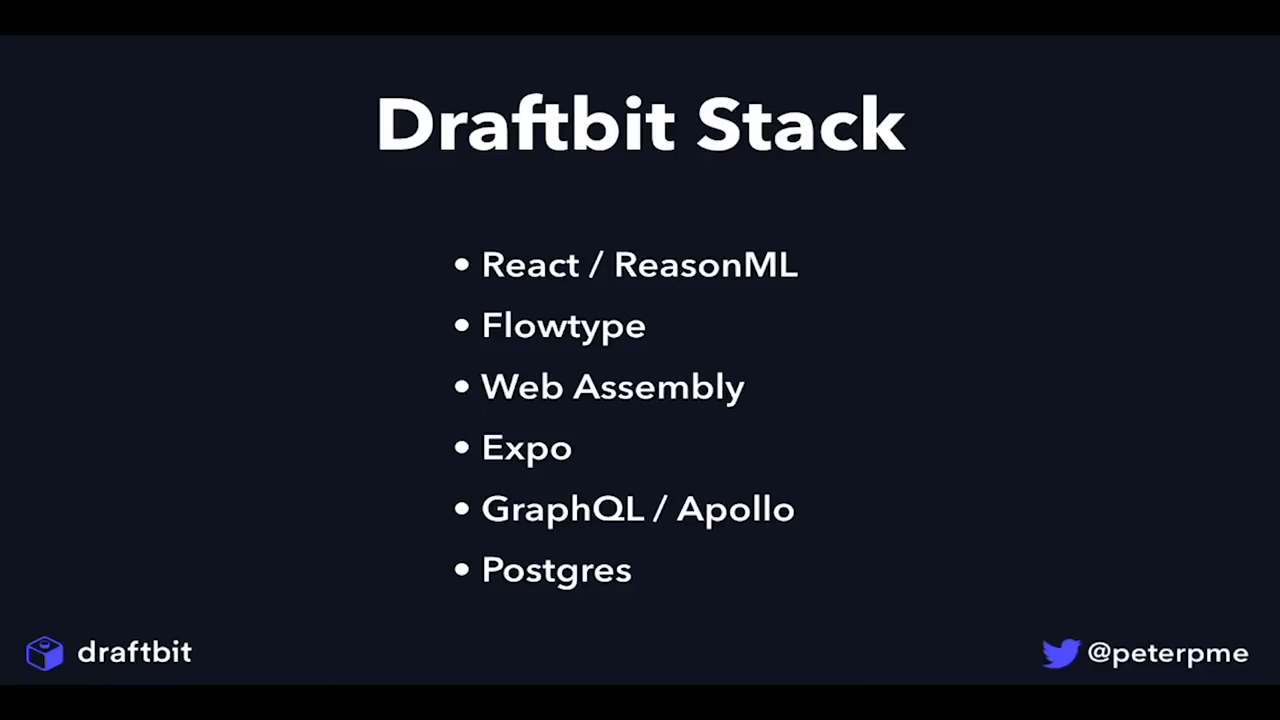 Draftbit Stack
• React / ReasonML
• Flowtype
• Web Assembly
• Expo
• GraphQL / Apollo
• Postgres
draftbit
@peterpme